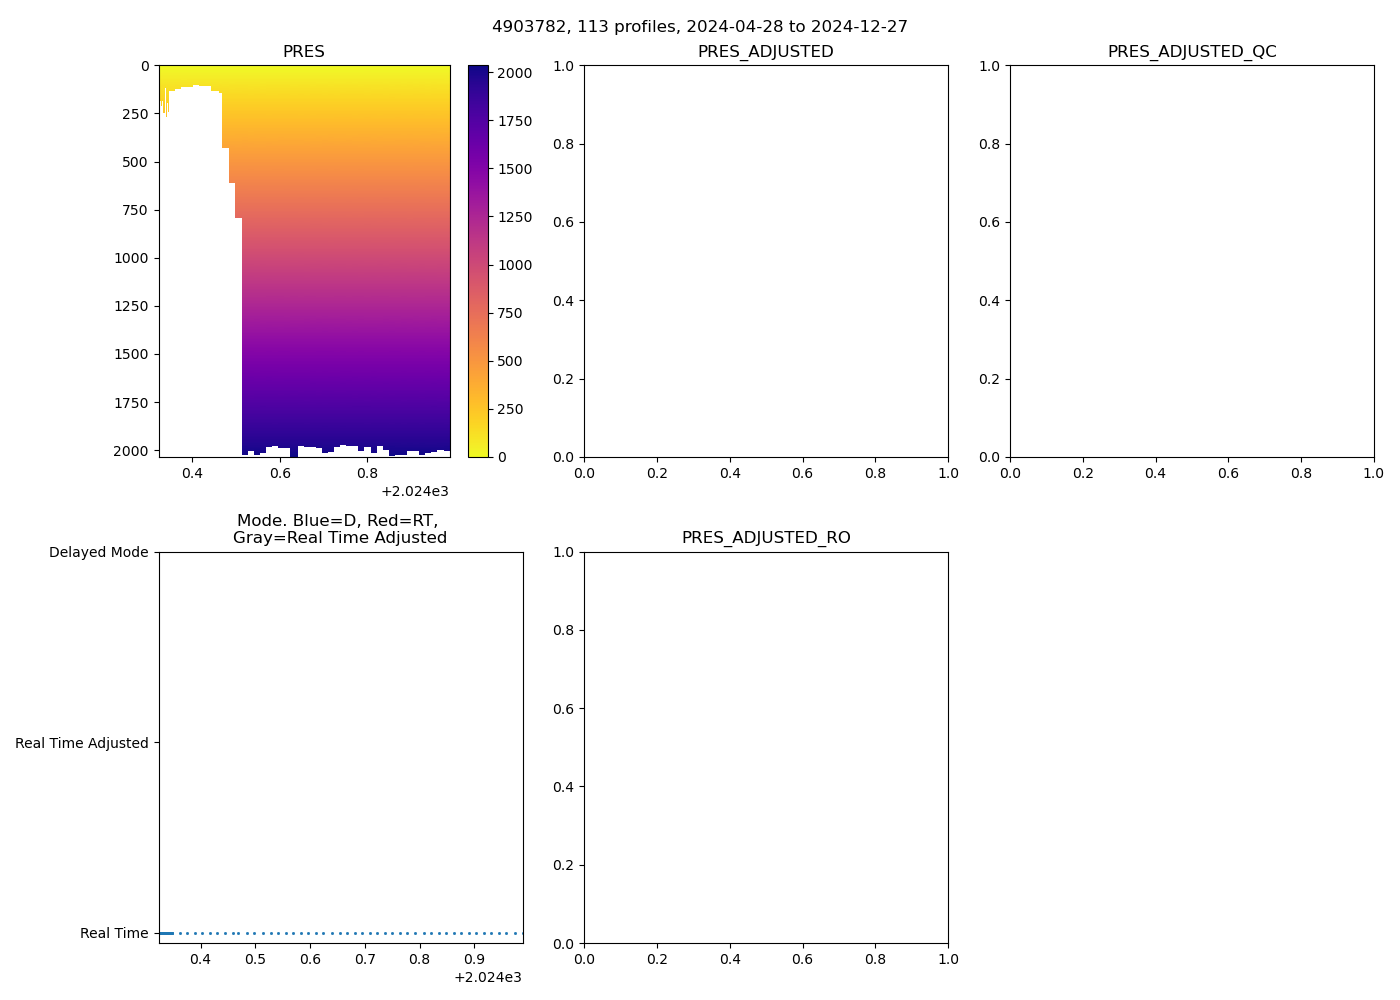 4903782, 113 profiles, 2024-04-28 to 2024-12-27
PRES
0
250
500
750
1000
1250
1500
1750
2000
0.4 0.6 0.8
+2.024e3
2000
1750
1500
1250
1000
750
500
250
0
PRES_ADJUSTED
1.0
0.8
0.6
0.4
0.2
0.0
0.0 0.2 0.4 0.6 0.8 1.0
PRES_ADJUSTED_QC
1.0
0.8
0.6
0.4
0.2
0.0
0.0 0.2 0.4 0.6 0.8 1.0
Mode. Blue=D, Red=RT,
Gray=Real Time Adjusted
Delayed Mode
Real Time Adjusted
Real Time
0.4 0.5 0.6 0.7 0.8 0.9
+2.024e3
PRES_ADJUSTED_RO
1.0
0.8
0.6
0.4
0.2
0.0
0.0 0.2 0.4 0.6 0.8 1.0